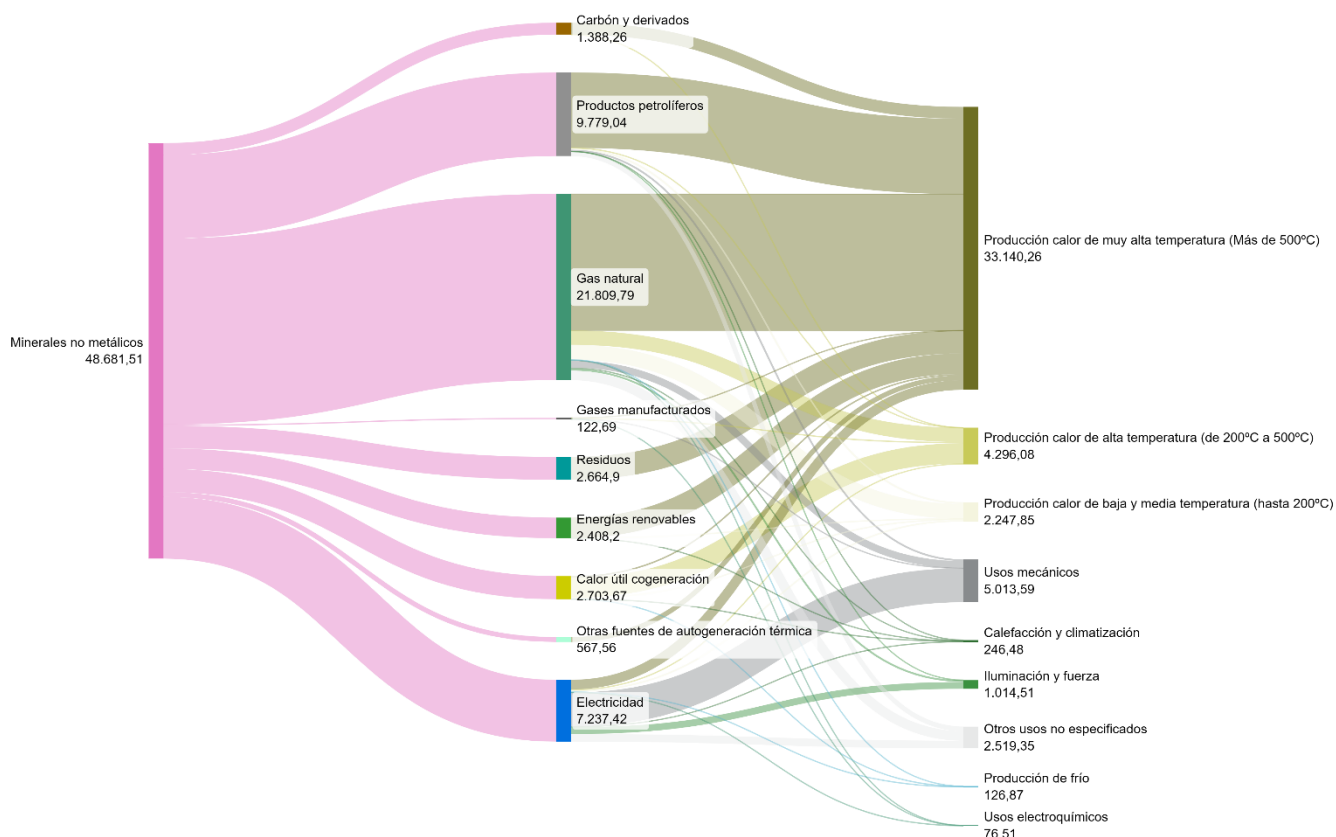 Minerales no metálicos
48.681,51
Carbón y derivados
1.388,26
Productos petrolíferos
9.779,04
Gas natural
21.809,79
Gases manufacturados
122,69
Residuos
2.664,9
Energías renovables
2.408,2
Calor útil cogeneración
2.703,67
Otras fuentes de autogeneración térmica
567,56
Electricidad
7.237,42
Producción calor de muy alta temperatura (Más de 500ºC)
33.140,26
Producción calor de alta temperatura (de 200ºC a 500ºC)
4.296,08
Producción calor de baja y media temperatura (hasta 200ºC)
2.247,85
Usos mecánicos
5.013,59
Calefacción y climatización
246,48
Iluminación y fuerza
1.014,51
Otros usos no especificados
2.519,35
Producción de frío
126,87
Usos electroquímicos
76,51